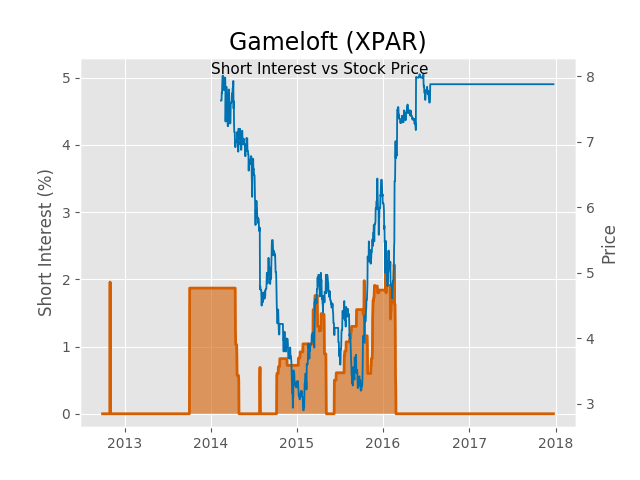 Gameloft (XPAR)
Short Interest vs Stock Price
Short Interest (%)
5
4
3
2
1
0
8
7
6
5
4
3
Price
2013 2014 2015 2016 2017 2018